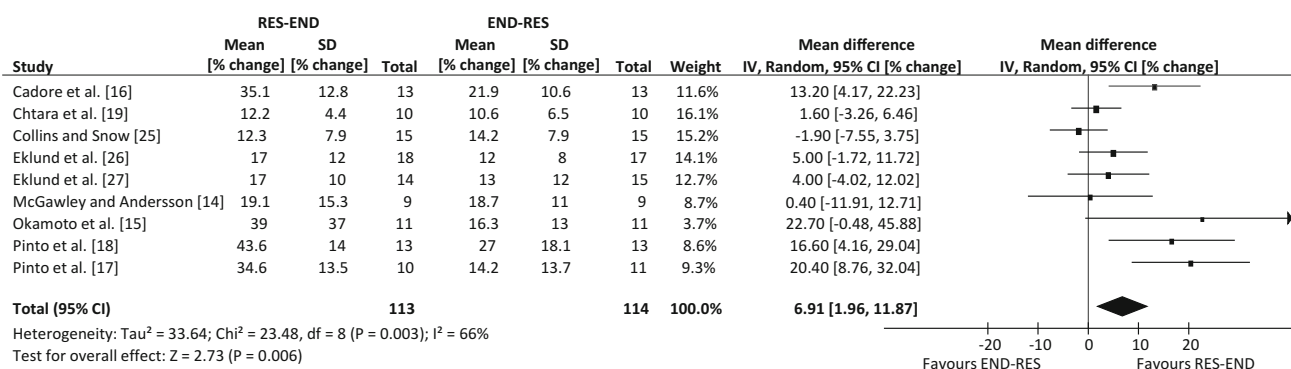 RES-END END-RES
Mean SD Mean SD Mean difference Mean difference
Study [% change] [% change] Total [% change] [% change] Total Weight IV, Random, 95% CI [% change] IV, Random, 95% CI [% change]
Cadore et al. [16] 35.1 12.8 13 21.9 10.6 13 11.6% 13.20 [4.17, 22.23]
Chtara et al. [19] 12.2 4.4 10 10.6 6.5 10 16.1% 1.60 [-3.26, 6.46]
Collins and Snow [25] 12.3 7.9 15 14.2 7.9 15 15.2% -1.90 [-7.55, 3.75]
Eklund et al. [26] 17 12 18 12 8 17 14.1% 5.00 [-1.72, 11.72]
Eklund et al. [27] 17 10 14 13 12 15 12.7% 4.00 [-4.02, 12.02]
McGawley and Andersson [14] 19.1 15.3 9 18.7 11 9 8.7% 0.40 [-11.91, 12.71]
Okamoto et al. [15] 39 37 11 16.3 13 11 3.7% 22.70 [-0.48, 45.88]
Pinto et al. [18] 43.6 14 13 27 18.1 13 8.6% 16.60 [4.16, 29.04]
Pinto et al. [17] 34.6 13.5 10 14.2 13.7 11 9.3% 20.40 [8.76, 32.04]
Total (95% CI) 113 114 100.0% 6.91 [1.96, 11.87]
Heterogeneity: Tau² = 33.64; Chi² = 23.48, df = 8 (P = 0.003); I² = 66%
Test for overall effect: Z = 2.73 (P = 0.006)
-20 -10 0 10 20
Favours END-RES Favours RES-END